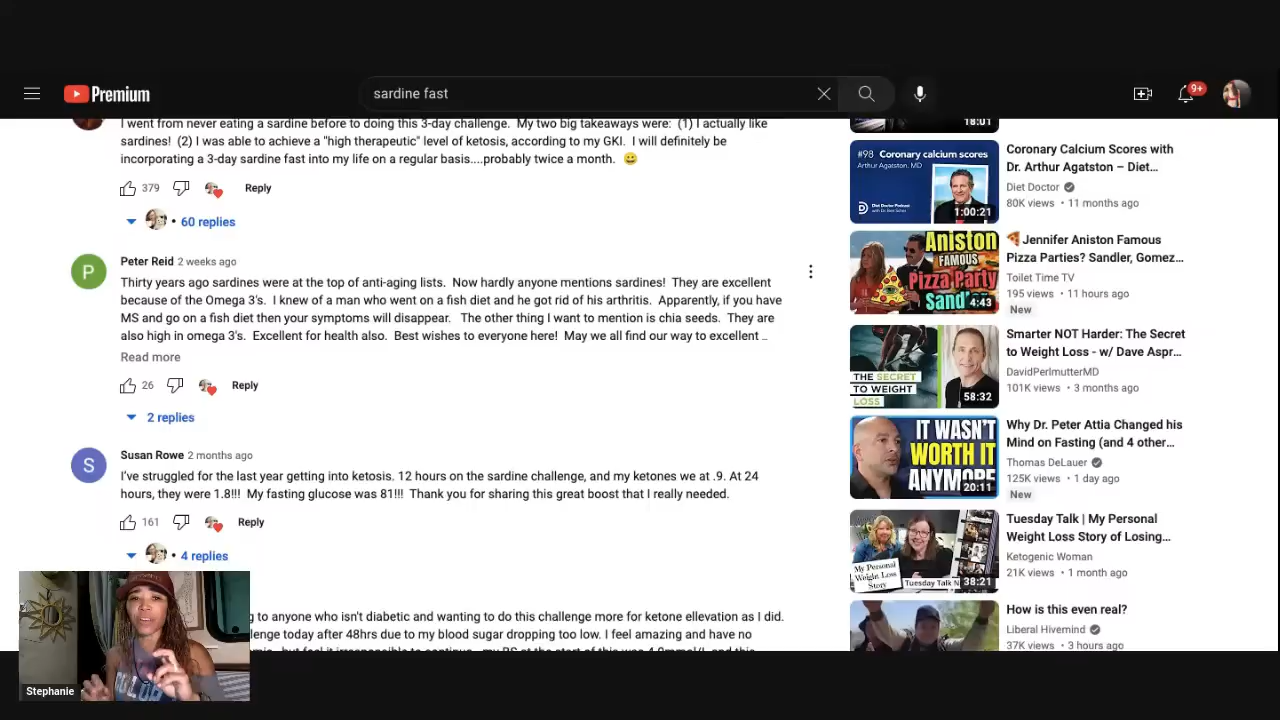 Premium
sardine fast
9+
I went from never eating a sardine before to doing this 3-day challenge. My two big takeaways were: (1) I actually like
sardines! (2) I was able to achieve a "high therapeutic" level of ketosis, according to my GKI. I will definitely be
incorporating a 3-day sardine fast into my life on a regular basis....probably twice a month. 😀
379 Reply
• 60 replies
P
Peter Reid 2 weeks ago
Thirty years ago sardines were at the top of anti-aging lists. Now hardly anyone mentions sardines! They are excellent
because of the Omega 3's. I knew of a man who went on a fish diet and he got rid of his arthritis. Apparently, if you have
MS and go on a fish diet then your symptoms will disappear. The other thing I want to mention is chia seeds. They are
also high in omega 3's. Excellent for health also. Best wishes to everyone here! May we all find our way to excellent ..
Read more
26 Reply
2 replies
S
Susan Rowe 2 months ago
I've struggled for the last year getting into ketosis. 12 hours on the sardine challenge, and my ketones we at .9. At 24
hours, they were 1.8!!! My fasting glucose was 81!!! Thank you for sharing this great boost that I really needed.
161 Reply
• 4 replies
g to anyone who isn't diabetic and wanting to do this challenge more for ketone ellevation as I did.
lenge today after 48hrs due to my blood sugar dropping too low. I feel amazing and have no
Stephanie
18:01
#98 Coronary calcium scores
Arthur Agatston, MD
Diet Doctor Podcast
1:00:21
Coronary Calcium Scores with
Dr. Arthur Agatston – Diet...
Diet Doctor
80K views • 11 months ago
Aniston
FAMOUS
Pizza Party
Sand
4:43
🍕Jennifer Aniston Famous
Pizza Parties? Sandler, Gomez...
Toilet Time TV
195 views • 11 hours ago
New
THE SECRET
TO WEIGHT
LOSS
58:32
Smarter NOT Harder: The Secret
to Weight Loss - w/ Dave Aspr...
DavidPerlmutterMD
101K views • 3 months ago
IT WASN'T
WORTH IT
ANYMORE
20:11
Why Dr. Peter Attia Changed his
Mind on Fasting (and 4 other...
Thomas DeLauer
125K views • 1 day ago
New
My Personal
Weight Loss
Story
Tuesday Talk
38:21
Tuesday Talk | My Personal
Weight Loss Story of Losing...
Ketogenic Woman
21K views • 1 month ago
How is this even real?
Liberal Hivemind
37K views • 3 hours ago